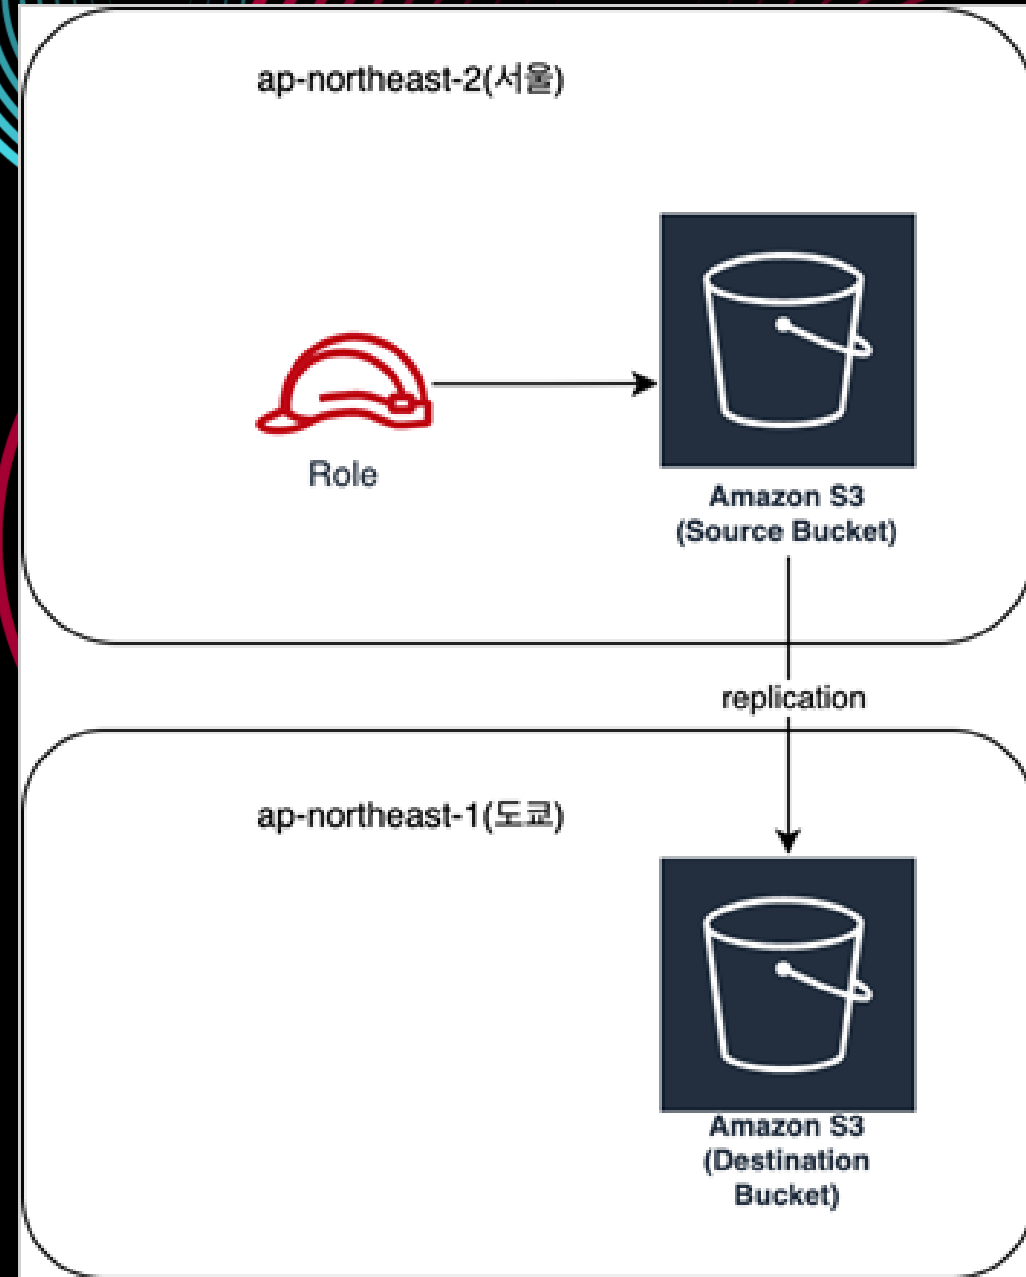 ap-northeast-2(서울)
Role
Amazon S3
(Source Bucket)
replication
ap-northeast-1(도쿄)
Amazon S3
(Destination
Bucket)